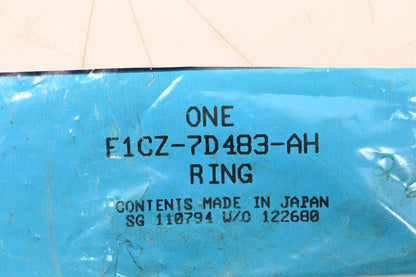 ONE
F1CZ-7D483-AH
RING
CONTENTS MADE IN JAPAN
SG 110794 W/O 122680